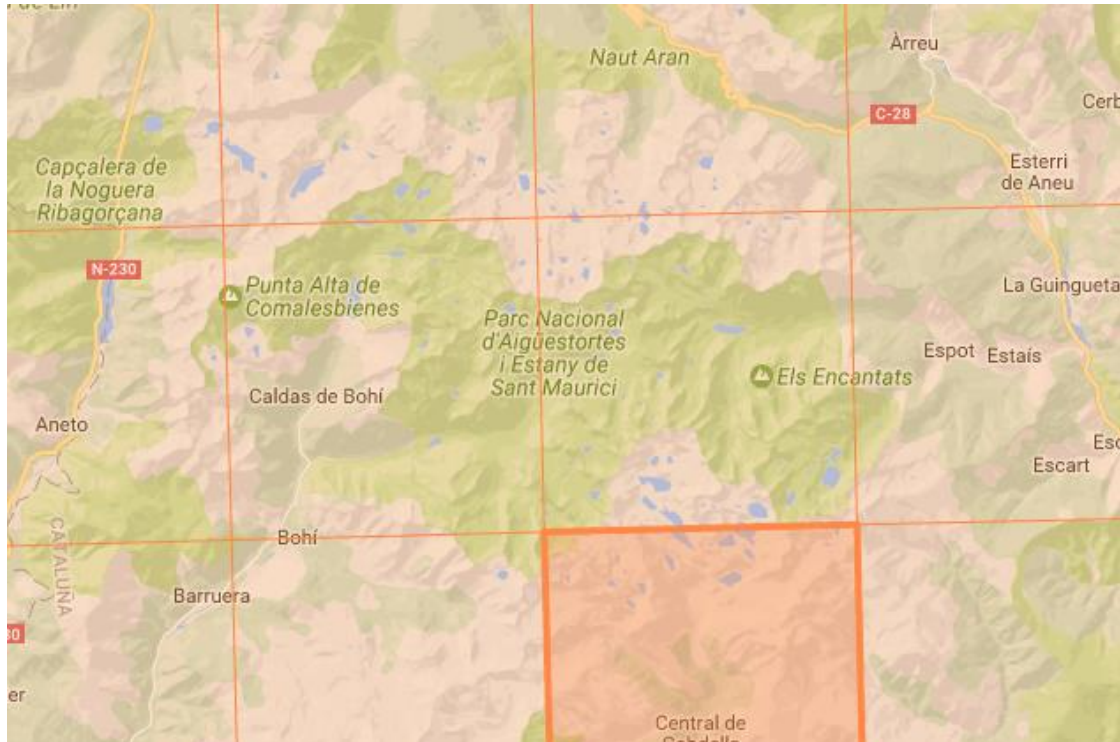 Naut Aran
Àrreu
C-28
Capçalera de
la Noguera
Ribagorçana
Esterri
de Aneu
N-230
Punta Alta de
Comalesbienes
La Guingueta
Parc Nacional
d'Aigüestortes
i Estany de
Sant Maurici
Espot
Estaís
Els Encantats
Caldas de Bohí
Aneto
Escart
CATALUÑA
Bohí
Barruera
Central de